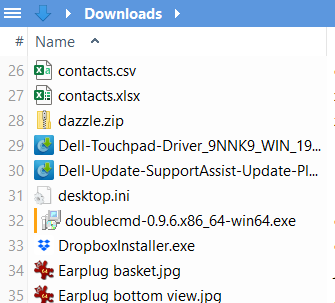 Downloads
# Name
26 contacts.csv
27 contacts.xlsx
28 dazzle.zip
29 Dell-Touchpad-Driver_9NNK9_WIN_19...
30 Dell-Update-SupportAssist-Update-Pl...
31 desktop.ini
32 doublecmd-0.9.6.x86_64-win64.exe
33 DropboxInstaller.exe
34 Earplug basket.jpg
35 Earplug bottom view.jpg